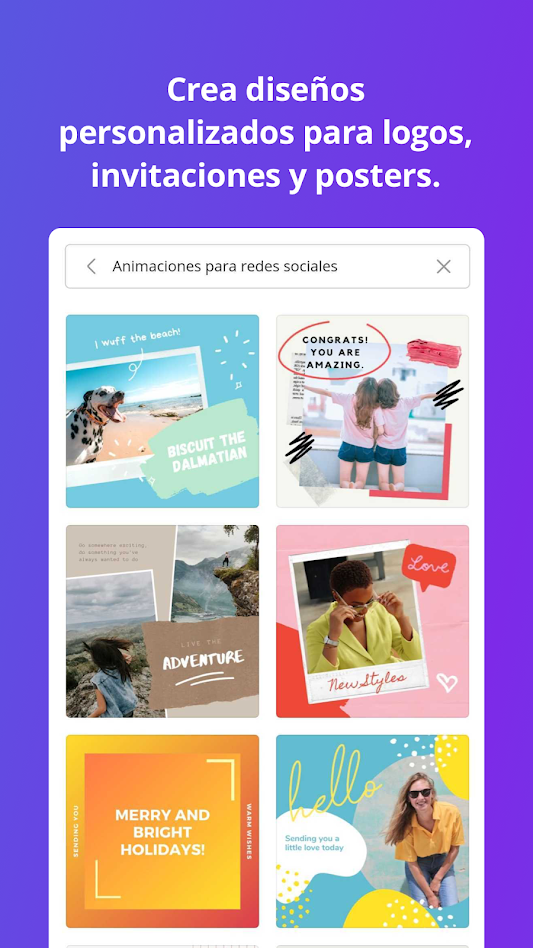 Crea diseños
personalizados para logos,
invitaciones y posters.
Animaciones para redes sociales
I wuff the beach!
BISCUIT THE
DALMATIAN
CONGRATS!
YOU ARE
AMAZING.
Go somewhere exciting,
do something you've
always wanted to do
LIVE THE
ADVENTURE
Love
New Styles
SENDING YOU
MERRY AND
BRIGHT
HOLIDAYS!
WARM WISHES
hello
Sending you a
little love today